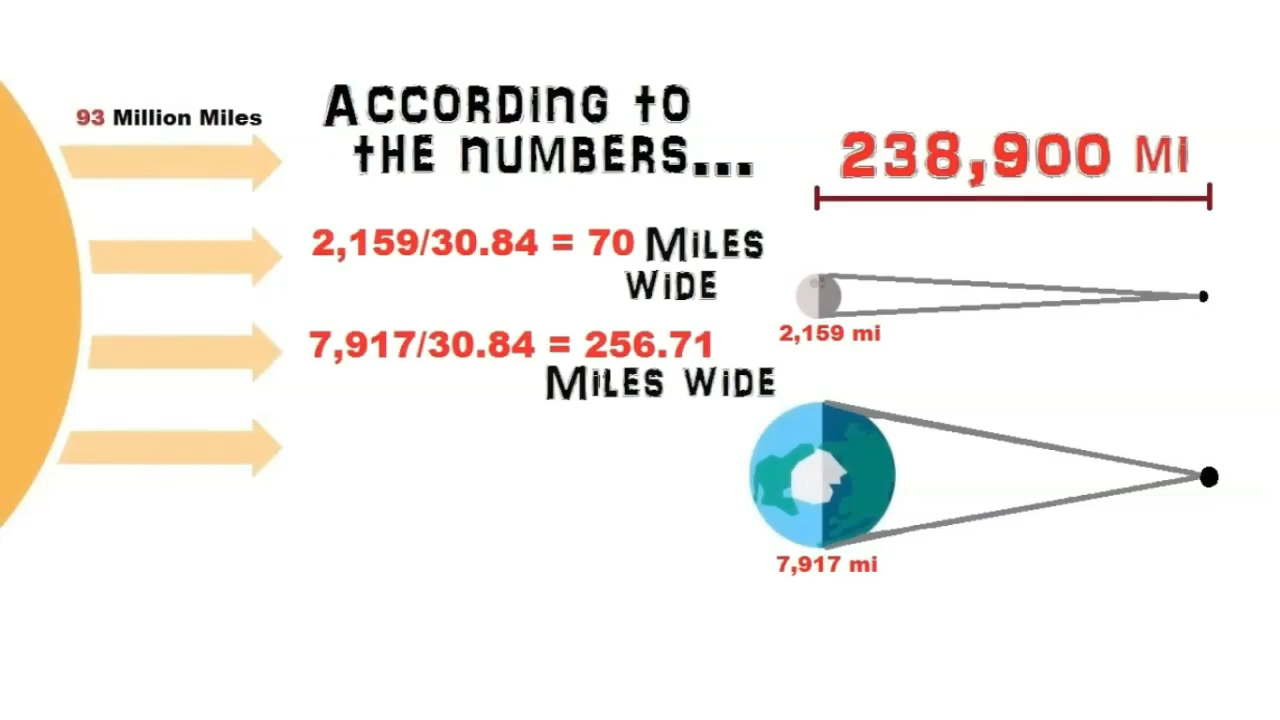 93 Million Miles
According to
the numbers...
238,900 Mi
2,159/30.84 = 70 Miles
wide
2,159 mi
7,917/30.84 = 256.71
Miles wide
7,917 mi